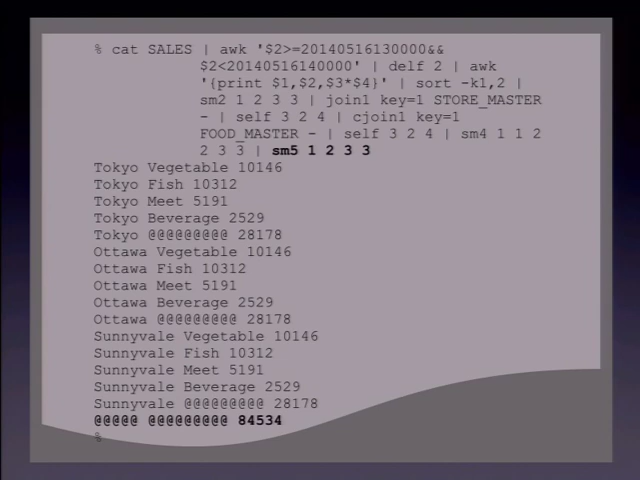 % cat SALES | awk '$2>=20140516130000&&
$2<20140516140000' | delf 2 | awk
'{print $1,$2,$3*$4}' | sort -k1,2 |
sm2 1 2 3 3 | join1 key=1 STORE_MASTER
- | self 3 2 4 | cjoin1 key=1
FOOD_MASTER - | self 3 2 4 | sm4 1 1 2
2 3 3 | sm5 1 2 3 3
Tokyo Vegetable 10146
Tokyo Fish 10312
Tokyo Meet 5191
Tokyo Beverage 2529
Tokyo @@@@@@@@@ 28178
Ottawa Vegetable 10146
Ottawa Fish 10312
Ottawa Meet 5191
Ottawa Beverage 2529
Ottawa @@@@@@@@@ 28178
Sunnyvale Vegetable 10146
Sunnyvale Fish 10312
Sunnyvale Meet 5191
Sunnyvale Beverage 2529
Sunnyvale @@@@@@@@@ 28178
@@@@@ @@@@@@@@@ 84534
%